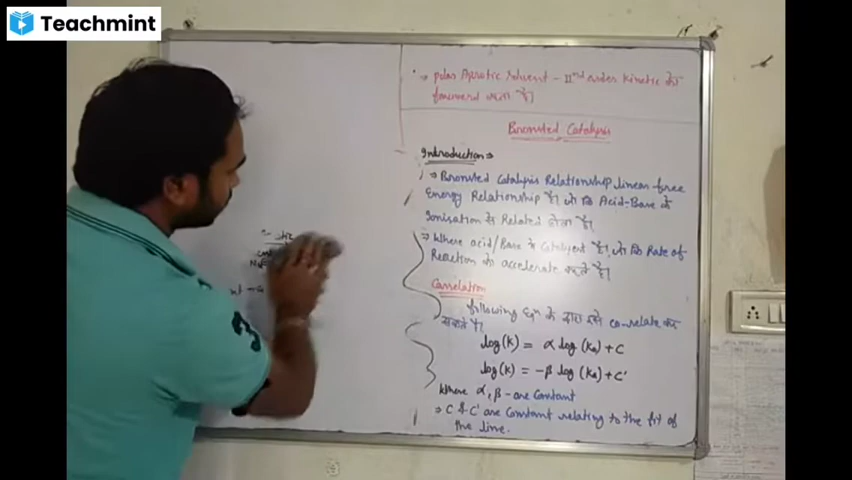 Teachmint
→ polar Aprotic Solvent - IInd order Kinetic को
favoured करता है।
Bronsted Catalysis
Introduction →
→ Bronsted Catalysis Relationship linear free
Energy Relationship है। जो कि Acid-Base के
Ionisation से Related होता है।
→ Where acid/Base is Catalyst है, जो कि Rate of
Reaction को accelerate करते है।
Correlation
following Eqn के द्वारा इसे correlate कर
सकते है।
log(K) = α log (Ka) + C
log(K) = -β log (Ka) + C'
Where α, β - are Constant
→ C & C' are Constant relating to the fit of
the line.